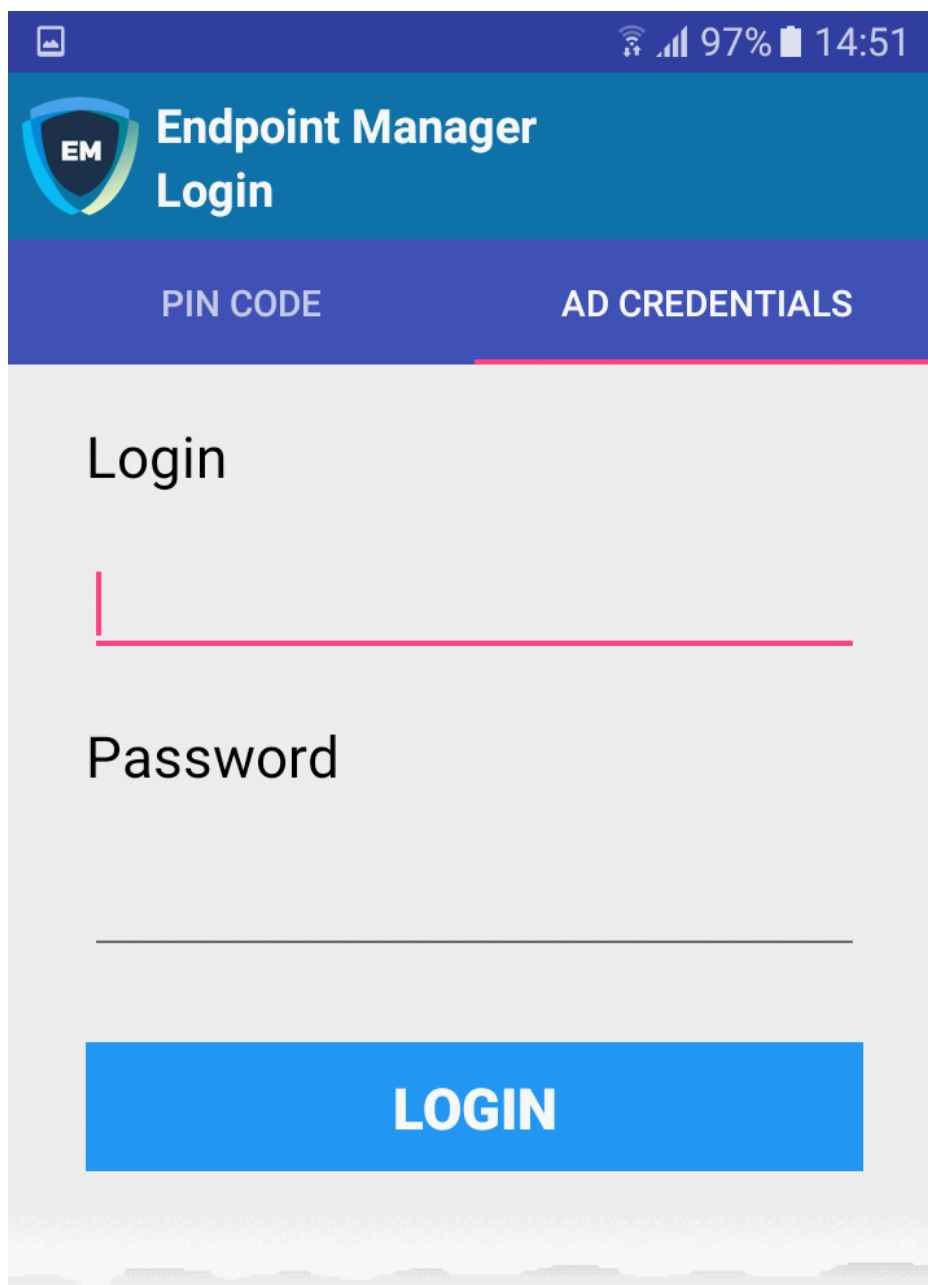 97% 14:51
EM
Endpoint Manager
Login
PIN CODE AD CREDENTIALS
Login
Password
LOGIN